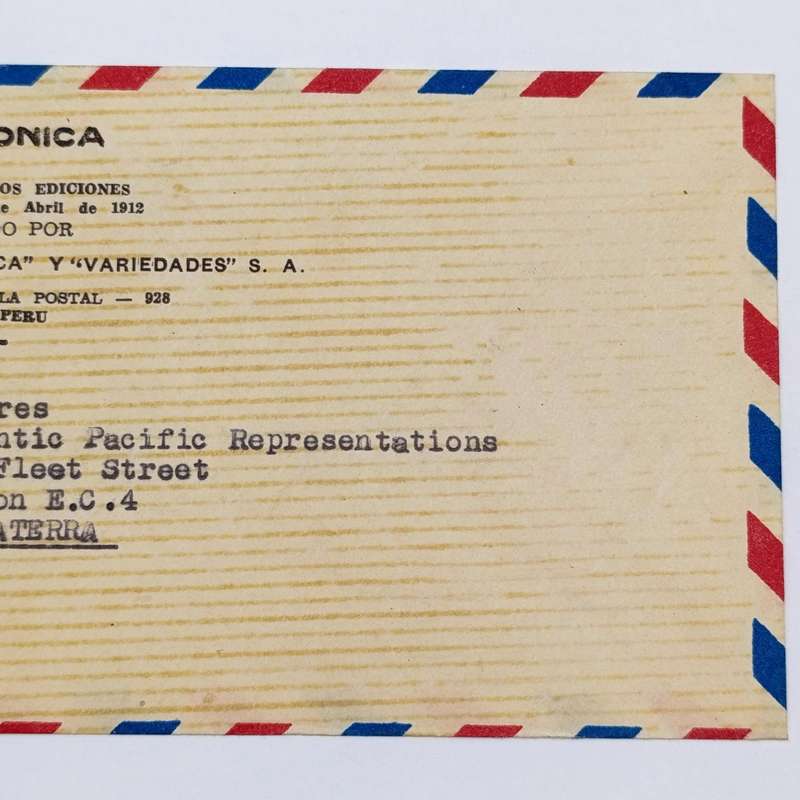 ONICA
OS EDICIONES
e Abril de 1912
O POR
CA" Y "VARIEDADES" S. A.
LA POSTAL — 928
PERU
res
ntic Pacific Representations
Fleet Street
on E.C.4
ATERRA